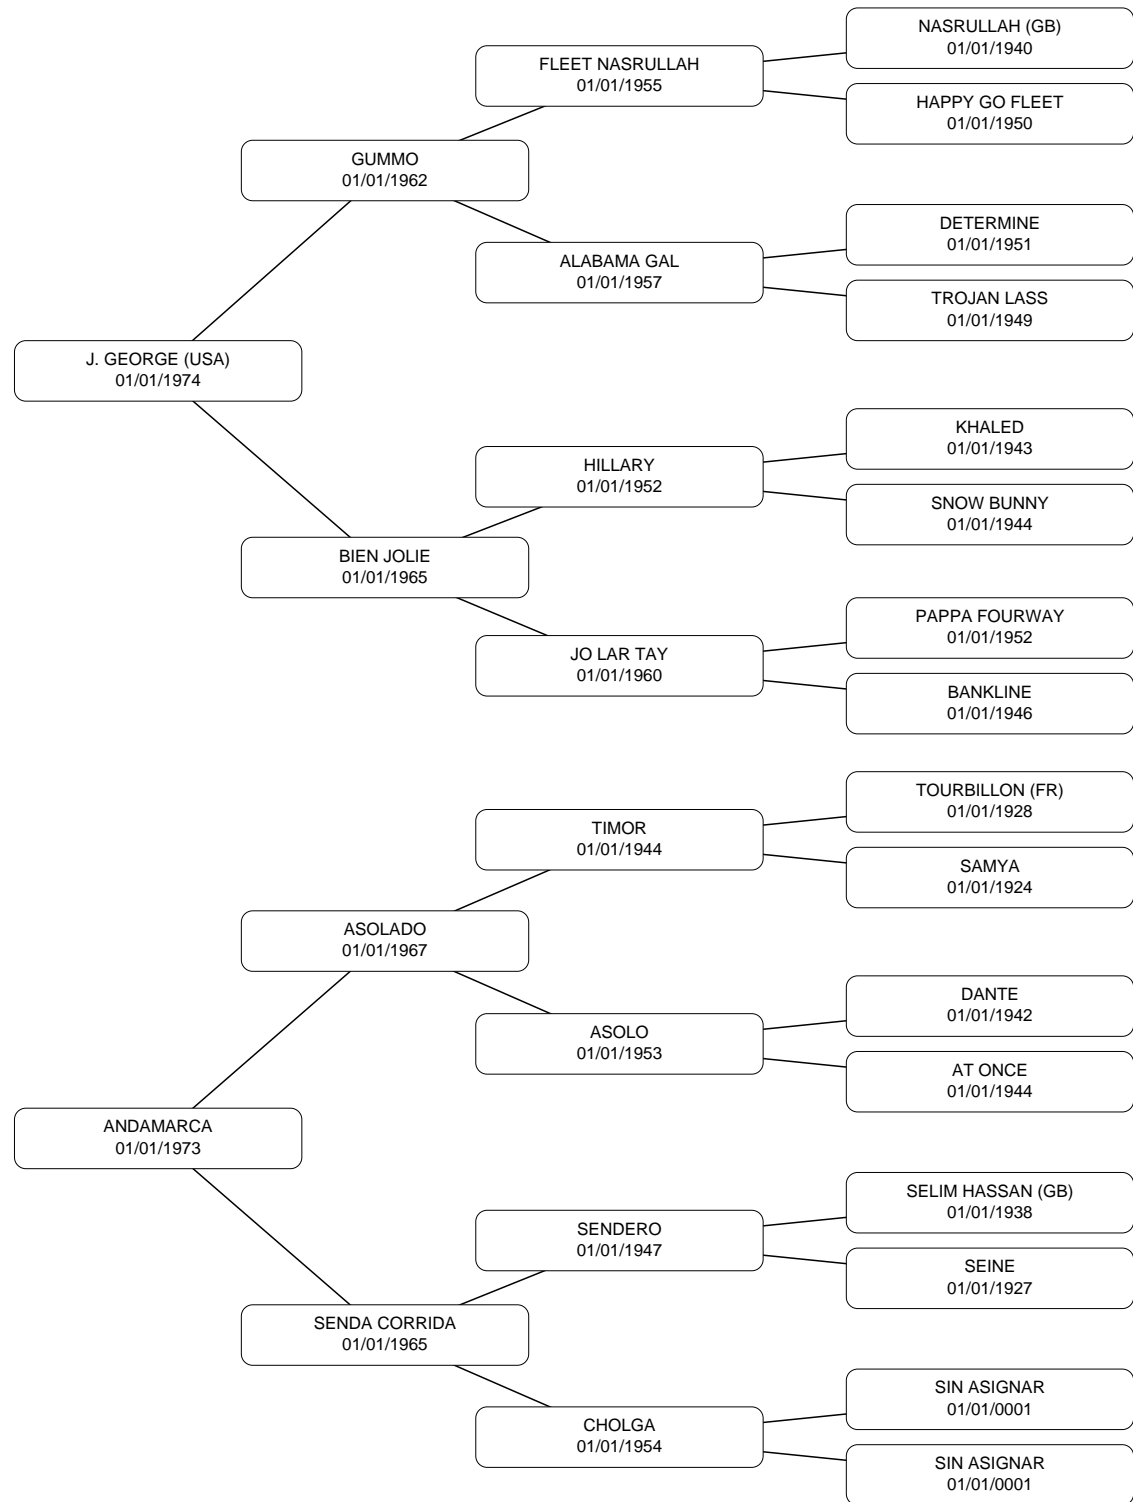 NASRULLAH (GB)
01/01/1940
FLEET NASRULLAH
01/01/1955
HAPPY GO FLEET
01/01/1950
GUMMO
01/01/1962
DETERMINE
01/01/1951
ALABAMA GAL
01/01/1957
TROJAN LASS
01/01/1949
J. GEORGE (USA)
01/01/1974
KHALED
01/01/1943
HILLARY
01/01/1952
SNOW BUNNY
01/01/1944
BIEN JOLIE
01/01/1965
PAPPA FOURWAY
01/01/1952
JO LAR TAY
01/01/1960
BANKLINE
01/01/1946
TOURBILLON (FR)
01/01/1928
TIMOR
01/01/1944
SAMYA
01/01/1924
ASOLADO
01/01/1967
DANTE
01/01/1942
ASOLO
01/01/1953
AT ONCE
01/01/1944
ANDAMARCA
01/01/1973
SELIM HASSAN (GB)
01/01/1938
SENDERO
01/01/1947
SEINE
01/01/1927
SENDA CORRIDA
01/01/1965
SIN ASIGNAR
01/01/0001
CHOLGA
01/01/1954
SIN ASIGNAR
01/01/0001